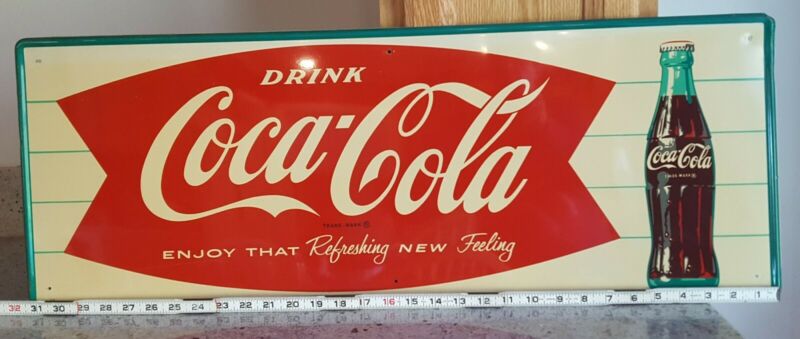 DRINK
Coca-Cola
TRADE-MARK ®
ENJOY THAT Refreshing NEW Feeling
Coca-Cola
TRADE MARK ®
32 31 30 29 28 27 26 25 24 23 22 21 20 19 18 17 16 15 14 13 12 11 10 9 8 7 6 5 4 3 2 1